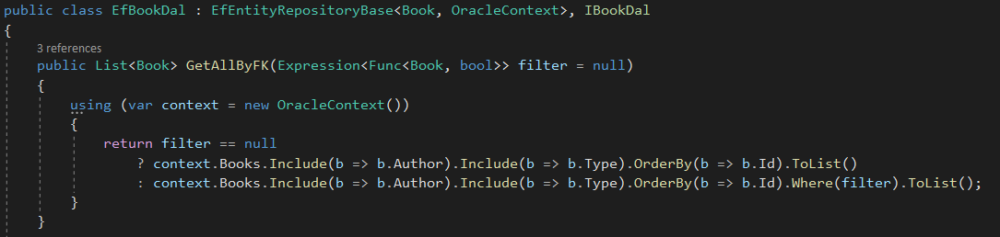 public class EfBookDal : EfEntityRepositoryBase<Book, OracleContext>, IBookDal
{
3 references
public List<Book> GetAllByFK(Expression<Func<Book, bool>> filter = null)
{
using (var context = new OracleContext())
{
return filter == null
? context.Books.Include(b => b.Author).Include(b => b.Type).OrderBy(b => b.Id).ToList()
: context.Books.Include(b => b.Author).Include(b => b.Type).OrderBy(b => b.Id).Where(filter).ToList();
}
}